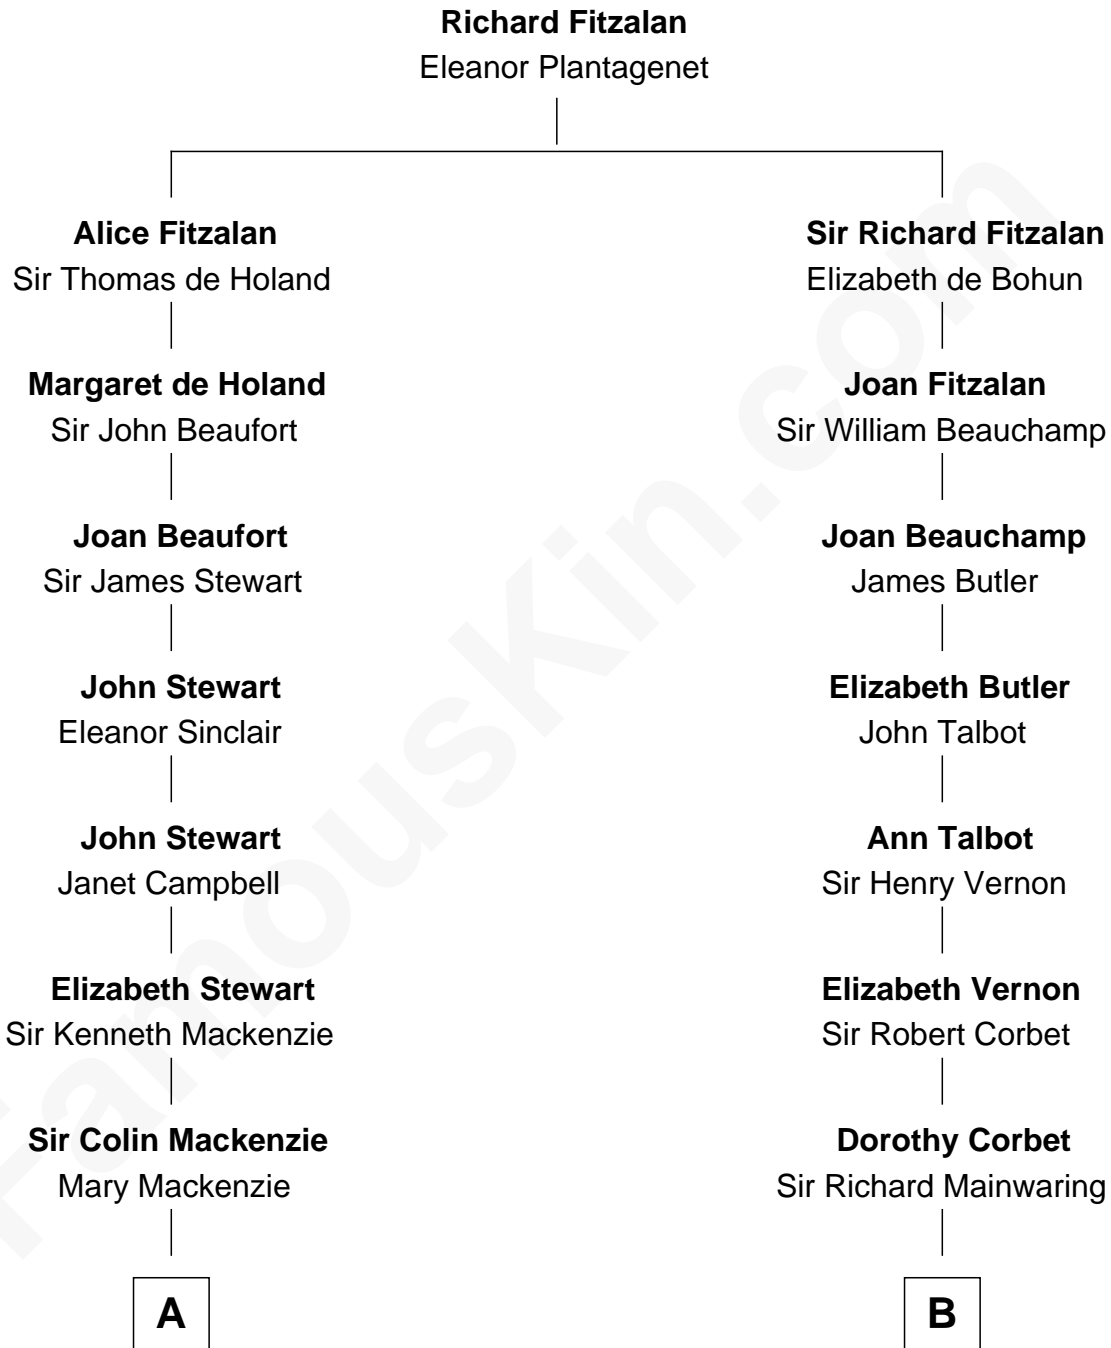 Richard Fitzalan
Eleanor Plantagenet
Alice Fitzalan
Sir Thomas de Holand
Sir Richard Fitzalan
Elizabeth de Bohun
Margaret de Holand
Sir John Beaufort
Joan Fitzalan
Sir William Beauchamp
Joan Beaufort
Sir James Stewart
Joan Beauchamp
James Butler
John Stewart
Eleanor Sinclair
Elizabeth Butler
John Talbot
John Stewart
Janet Campbell
Ann Talbot
Sir Henry Vernon
Elizabeth Stewart
Sir Kenneth Mackenzie
Elizabeth Vernon
Sir Robert Corbet
Sir Colin Mackenzie
Mary Mackenzie
Dorothy Corbet
Sir Richard Mainwaring
A
B
FamousKin.com